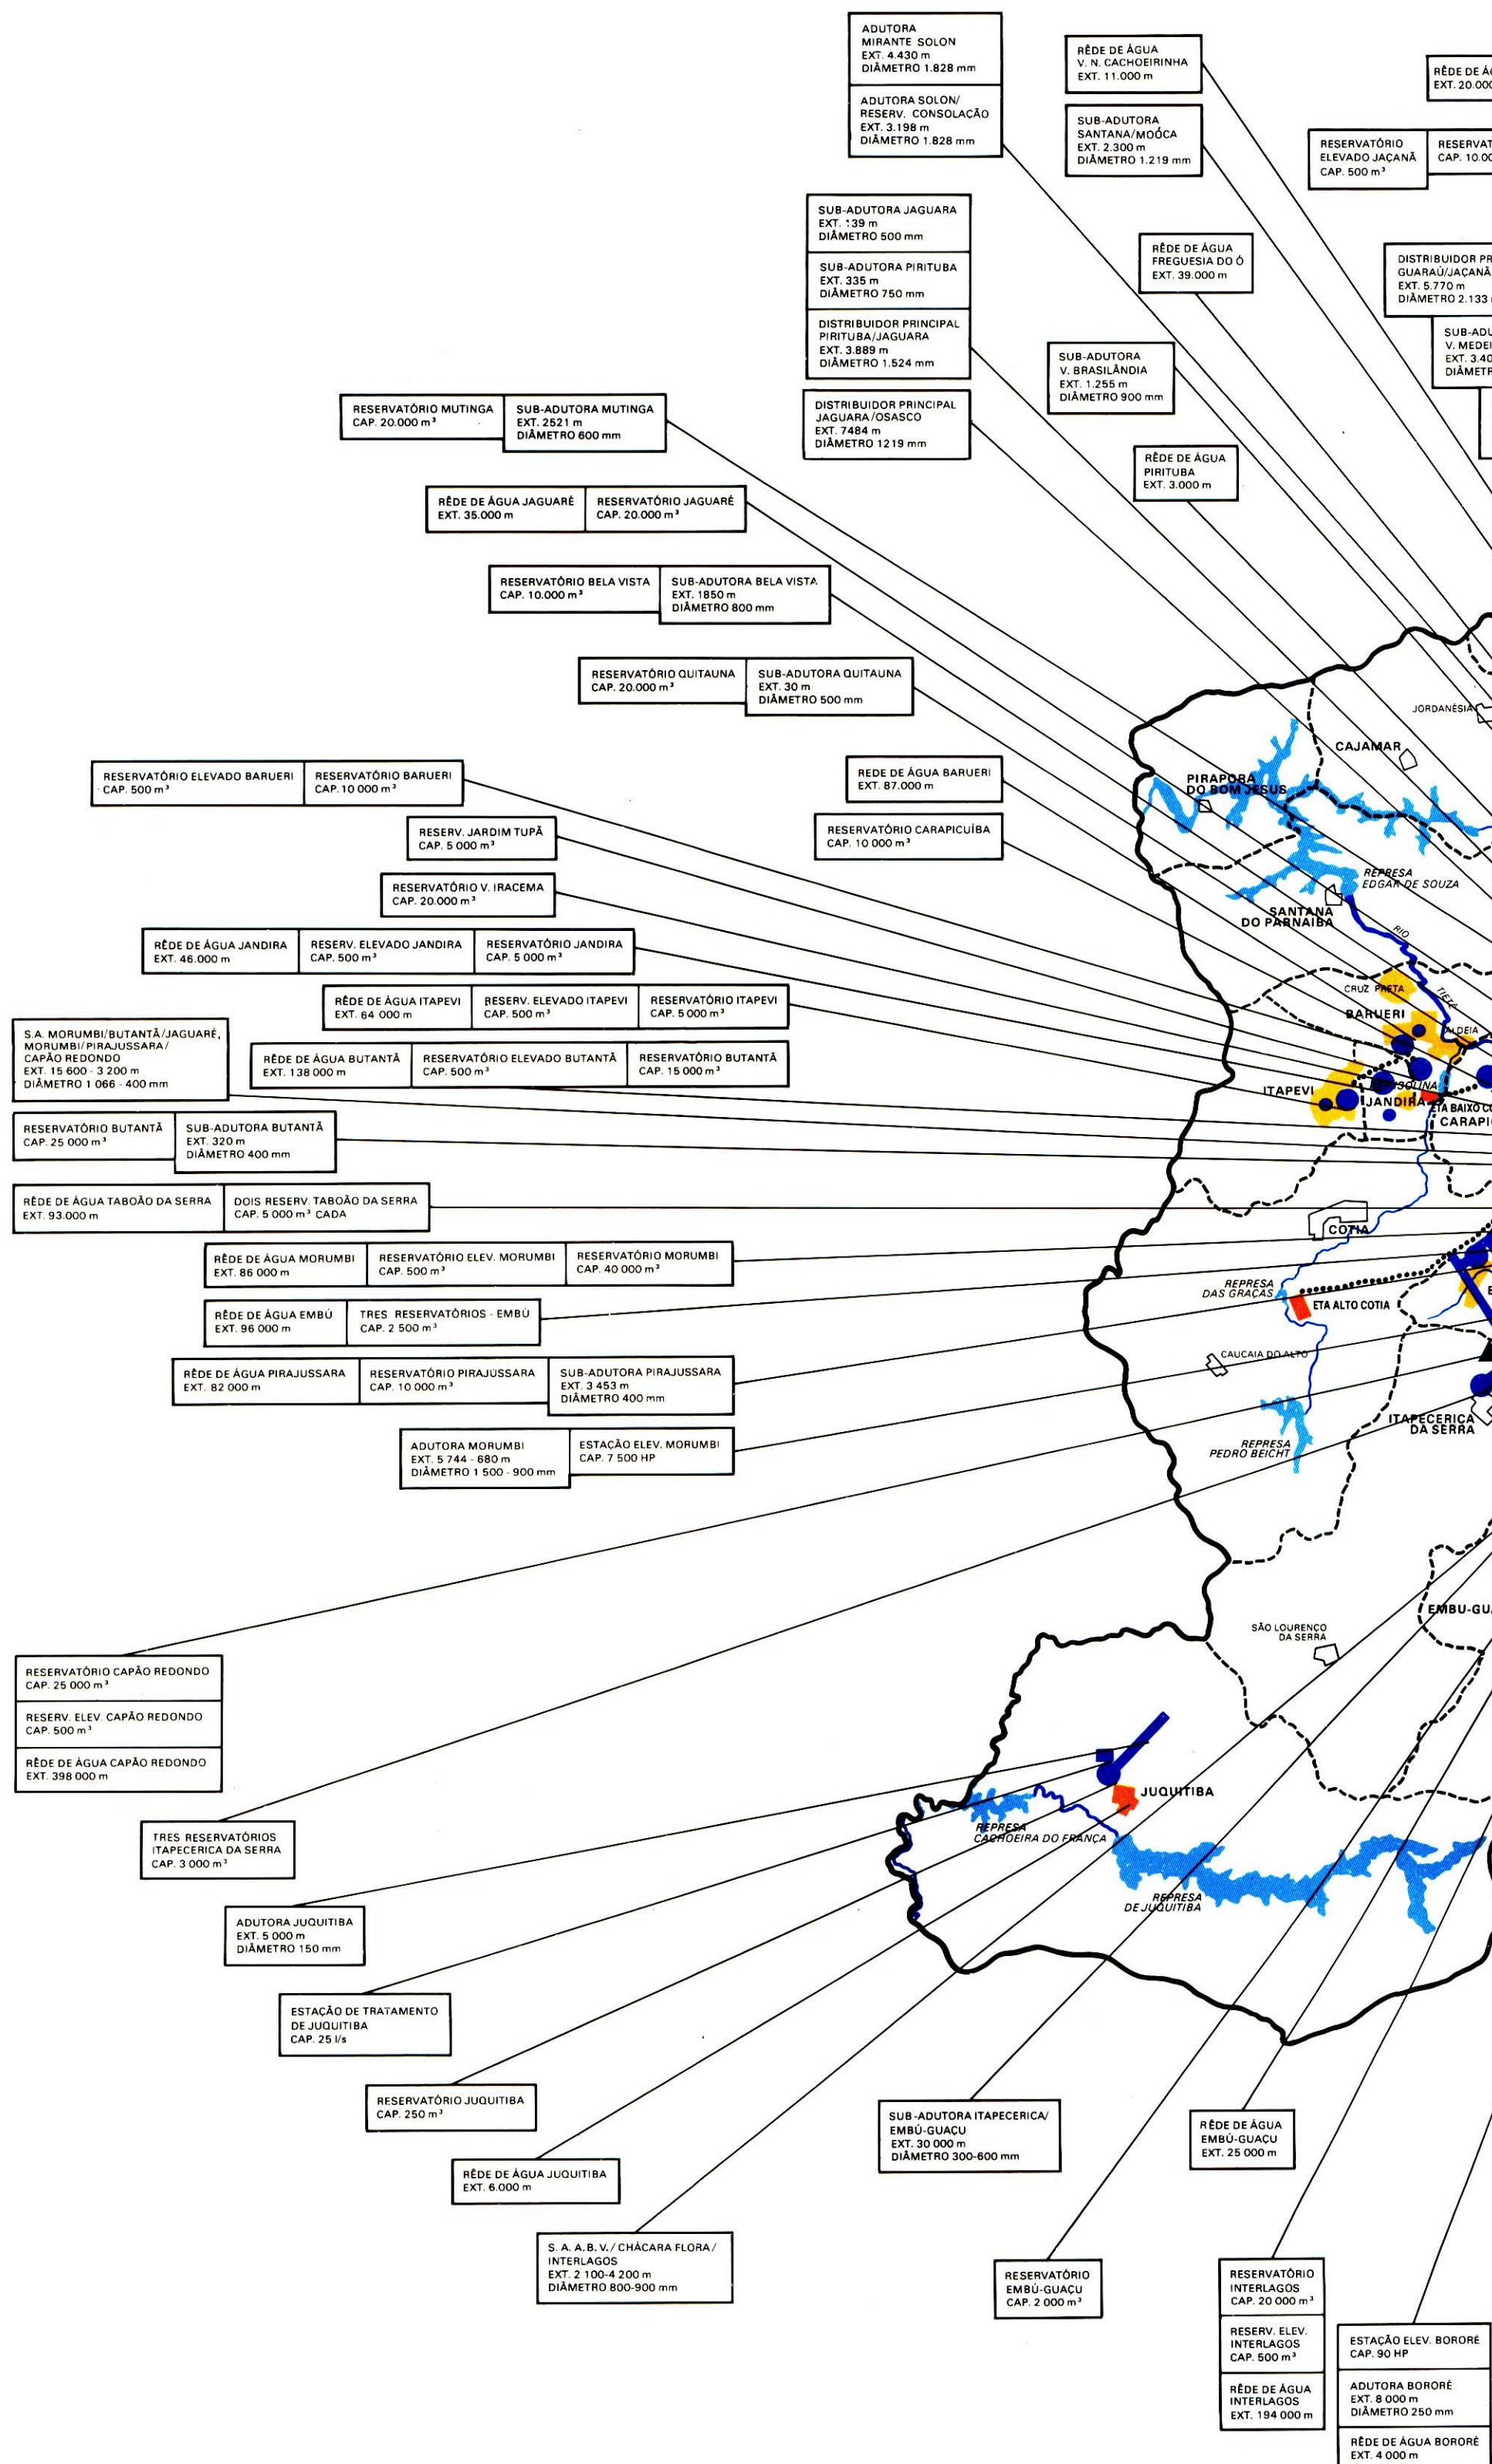 ADUTORA
MIRANTE SOLON
EXT. 4.430 m
DIÂMETRO 1.828 mm
ADUTORA SOLON/
RESERV. CONSOLAÇÃO
EXT. 3.198 m
DIÂMETRO 1.828 mm
RÊDE DE ÁGUA
V. N. CACHOEIRINHA
EXT. 11.000 m
SUB-ADUTORA
SANTANA/MOÓCA
EXT. 2.300 m
DIÂMETRO 1.219 mm
RÊDE DE
EXT.
RESERVATÓRIO
ELEVADO JAÇANÃ
CAP. 500 m³
CAP.
SUB-ADUTORA JAGUARA
EXT. 139 m
DIÂMETRO 500 mm
SUB-ADUTORA PIRITUBA
EXT. 335 m
DIÂMETRO 750 mm
DISTRIBUIDOR PRINCIPAL
PIRITUBA/JAGUARA
EXT. 3.889 m
DIÂMETRO 1.524 mm
RÊDE DE ÁGUA
FREGUESIA DO Ó
EXT. 39.000 m
DISTRIBUIDOR PR
GUARAÚ/JAÇANÃ
EXT. 5.770 m
DIÂMETRO 2.133
SUB-ADU
V. MEDEI
EXT. 3.40
DIÂMETR
SUB-ADUTORA
V. BRASILÂNDIA
EXT. 1.255 m
DIÂMETRO 900 mm
DISTRIBUIDOR PRINCIPAL
JAGUARA/OSASCO
EXT. 7484 m
DIÂMETRO 1219 mm
RÊDE DE ÁGUA
PIRITUBA
EXT. 3.000 m
RESERVATÓRIO MUTINGA
CAP. 20.000 m³
SUB-ADUTORA MUTINGA
EXT. 2521 m
DIÂMETRO 600 mm
RÊDE DE ÁGUA JAGUARÉ
EXT. 35.000 m
RESERVATÓRIO JAGUARÉ
CAP. 20.000 m³
RESERVATÓRIO BELA VISTA
CAP. 10.000 m³
SUB-ADUTORA BELA VISTA
EXT. 1850 m
DIÂMETRO 800 mm
RESERVATÓRIO QUITAUNA
CAP. 20.000 m³
SUB-ADUTORA QUITAUNA
EXT. 30 m
DIÂMETRO 500 mm
RESERVATÓRIO ELEVADO BARUERI
CAP. 500 m³
RESERVATÓRIO BARUERI
CAP. 10 000 m³
REDE DE ÁGUA BARUERI
EXT. 87.000 m
RESERVATÓRIO CARAPICUÍBA
CAP. 10 000 m³
RESERV. JARDIM TUPÃ
CAP. 5 000 m³
RESERVATÓRIO V. IRACEMA
CAP. 20.000 m³
RÊDE DE ÁGUA JANDIRA
EXT. 46.000 m
RESERV. ELEVADO JANDIRA
CAP. 500 m³
RESERVATÓRIO JANDIRA
CAP. 5 000 m³
RÊDE DE ÁGUA ITAPEVI
EXT. 64 000 m
RESERV. ELEVADO ITAPEVI
CAP. 500 m³
RESERVATÓRIO ITAPEVI
CAP. 5 000 m³
S.A. MORUMBI/BUTANTÃ/JAGUARÉ,
MORUMBI/PIRAJUSSARA/
CAPÃO REDONDO
EXT. 15 600 - 3 200 m
DIÂMETRO 1 066 - 400 mm
RÊDE DE ÁGUA BUTANTÃ
EXT. 138 000 m
RESERVATÓRIO ELEVADO BUTANTÃ
CAP. 500 m³
RESERVATÓRIO BUTANTÃ
CAP. 15 000 m³
RESERVATÓRIO BUTANTÃ
CAP. 25 000 m³
SUB-ADUTORA BUTANTÃ
EXT. 320 m
DIÂMETRO 400 mm
RÊDE DE ÁGUA TABOÃO DA SERRA
EXT. 93.000 m
DOIS RESERV. TABOÃO DA SERRA
CAP. 5 000 m³ CADA
RÊDE DE ÁGUA MORUMBI
EXT. 86 000 m
RESERVATÓRIO ELEV. MORUMBI
CAP. 500 m³
RESERVATÓRIO MORUMBI
CAP. 40 000 m³
RÊDE DE ÁGUA EMBÚ
EXT. 96 000 m
TRES RESERVATÓRIOS - EMBÚ
CAP. 2 500 m³
RÊDE DE ÁGUA PIRAJUSSARA
EXT. 82 000 m
RESERVATÓRIO PIRAJUSSARA
CAP. 10 000 m³
SUB-ADUTORA PIRAJUSSARA
EXT. 3 453 m
DIÂMETRO 400 mm
ADUTORA MORUMBI
EXT. 5 744 - 680 m
DIÂMETRO 1 500 - 900 mm
ESTAÇÃO ELEV. MORUMBI
CAP. 7 500 HP
JORDANÉSIA
CAJAMAR
PIRAPORA
DO BOM JESUS
REPRESA
EDGAR DE SOUZA
SANTANA
DO PARNAIBA
RIO
TIETÊ
CRUZ PRETA
BARUERI
ALDEIA
ITAPEVI
JANDIRA
ETA BAIXO CO
CARAPI
COTIA
REPRESA
DAS GRAÇAS
ETA ALTO COTIA
CAUCAIA DO ALTO
REPRESA
PEDRO BEICHT
ITAPECERICA
DA SERRA
EMBU-GU
SÃO LOURENÇO
DA SERRA
JUQUITIBA
REPRESA
CACHOEIRA DO FRANÇA
REPRESA
DE JUQUITIBA
RESERVATÓRIO CAPÃO REDONDO
CAP. 25 000 m³
RESERV. ELEV. CAPÃO REDONDO
CAP. 500 m³
RÊDE DE ÁGUA CAPÃO REDONDO
EXT. 398 000 m
TRES RESERVATÓRIOS
ITAPECERICA DA SERRA
CAP. 3 000 m³
ADUTORA JUQUITIBA
EXT. 5 000 m
DIÂMETRO 150 mm
ESTAÇÃO DE TRATAMENTO
DE JUQUITIBA
CAP. 25 l/s
RESERVATÓRIO JUQUITIBA
CAP. 250 m³
RÊDE DE ÁGUA JUQUITIBA
EXT. 6.000 m
S. A. A. B. V. / CHÁCARA FLORA /
INTERLAGOS
EXT. 2 100-4 200 m
DIÂMETRO 800-900 mm
SUB-ADUTORA ITAPECERICA/
EMBÚ-GUAÇU
EXT. 30 000 m
DIÂMETRO 300-600 mm
RÊDE DE ÁGUA
EMBÚ-GUAÇU
EXT. 25 000 m
RESERVATÓRIO
EMBÚ-GUAÇU
CAP. 2 000 m³
RESERVATÓRIO
INTERLAGOS
CAP. 20 000 m³
RESERV. ELEV.
INTERLAGOS
CAP. 500 m³
RÊDE DE ÁGUA
INTERLAGOS
EXT. 194 000 m
ESTAÇÃO ELEV. BORORÉ
CAP. 90 HP
ADUTORA BORORÉ
EXT. 8 000 m
DIÂMETRO 250 mm
RÊDE DE ÁGUA BORORÉ
EXT. 4 000 m